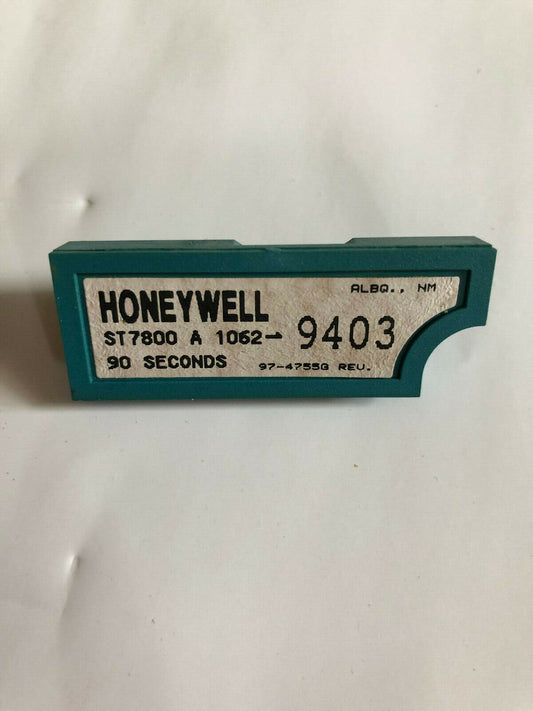 ALBQ., NM
HONEYWELL
ST7800 A 1062→ 9403
90 SECONDS
97-4755G REV.